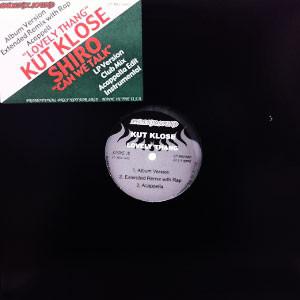 Album Version
Extended Remix with Rap
Acappella
"LOVELY THANG"
KUT KLOSE
SHIRO
"CAN WE TALK"
LP Version
Club Mix
Acappella Edit
Instrumental
KUT KLOSE
LOVELY THANG
1. Album Version
2. Extended Remix with Rap
3. Acappella